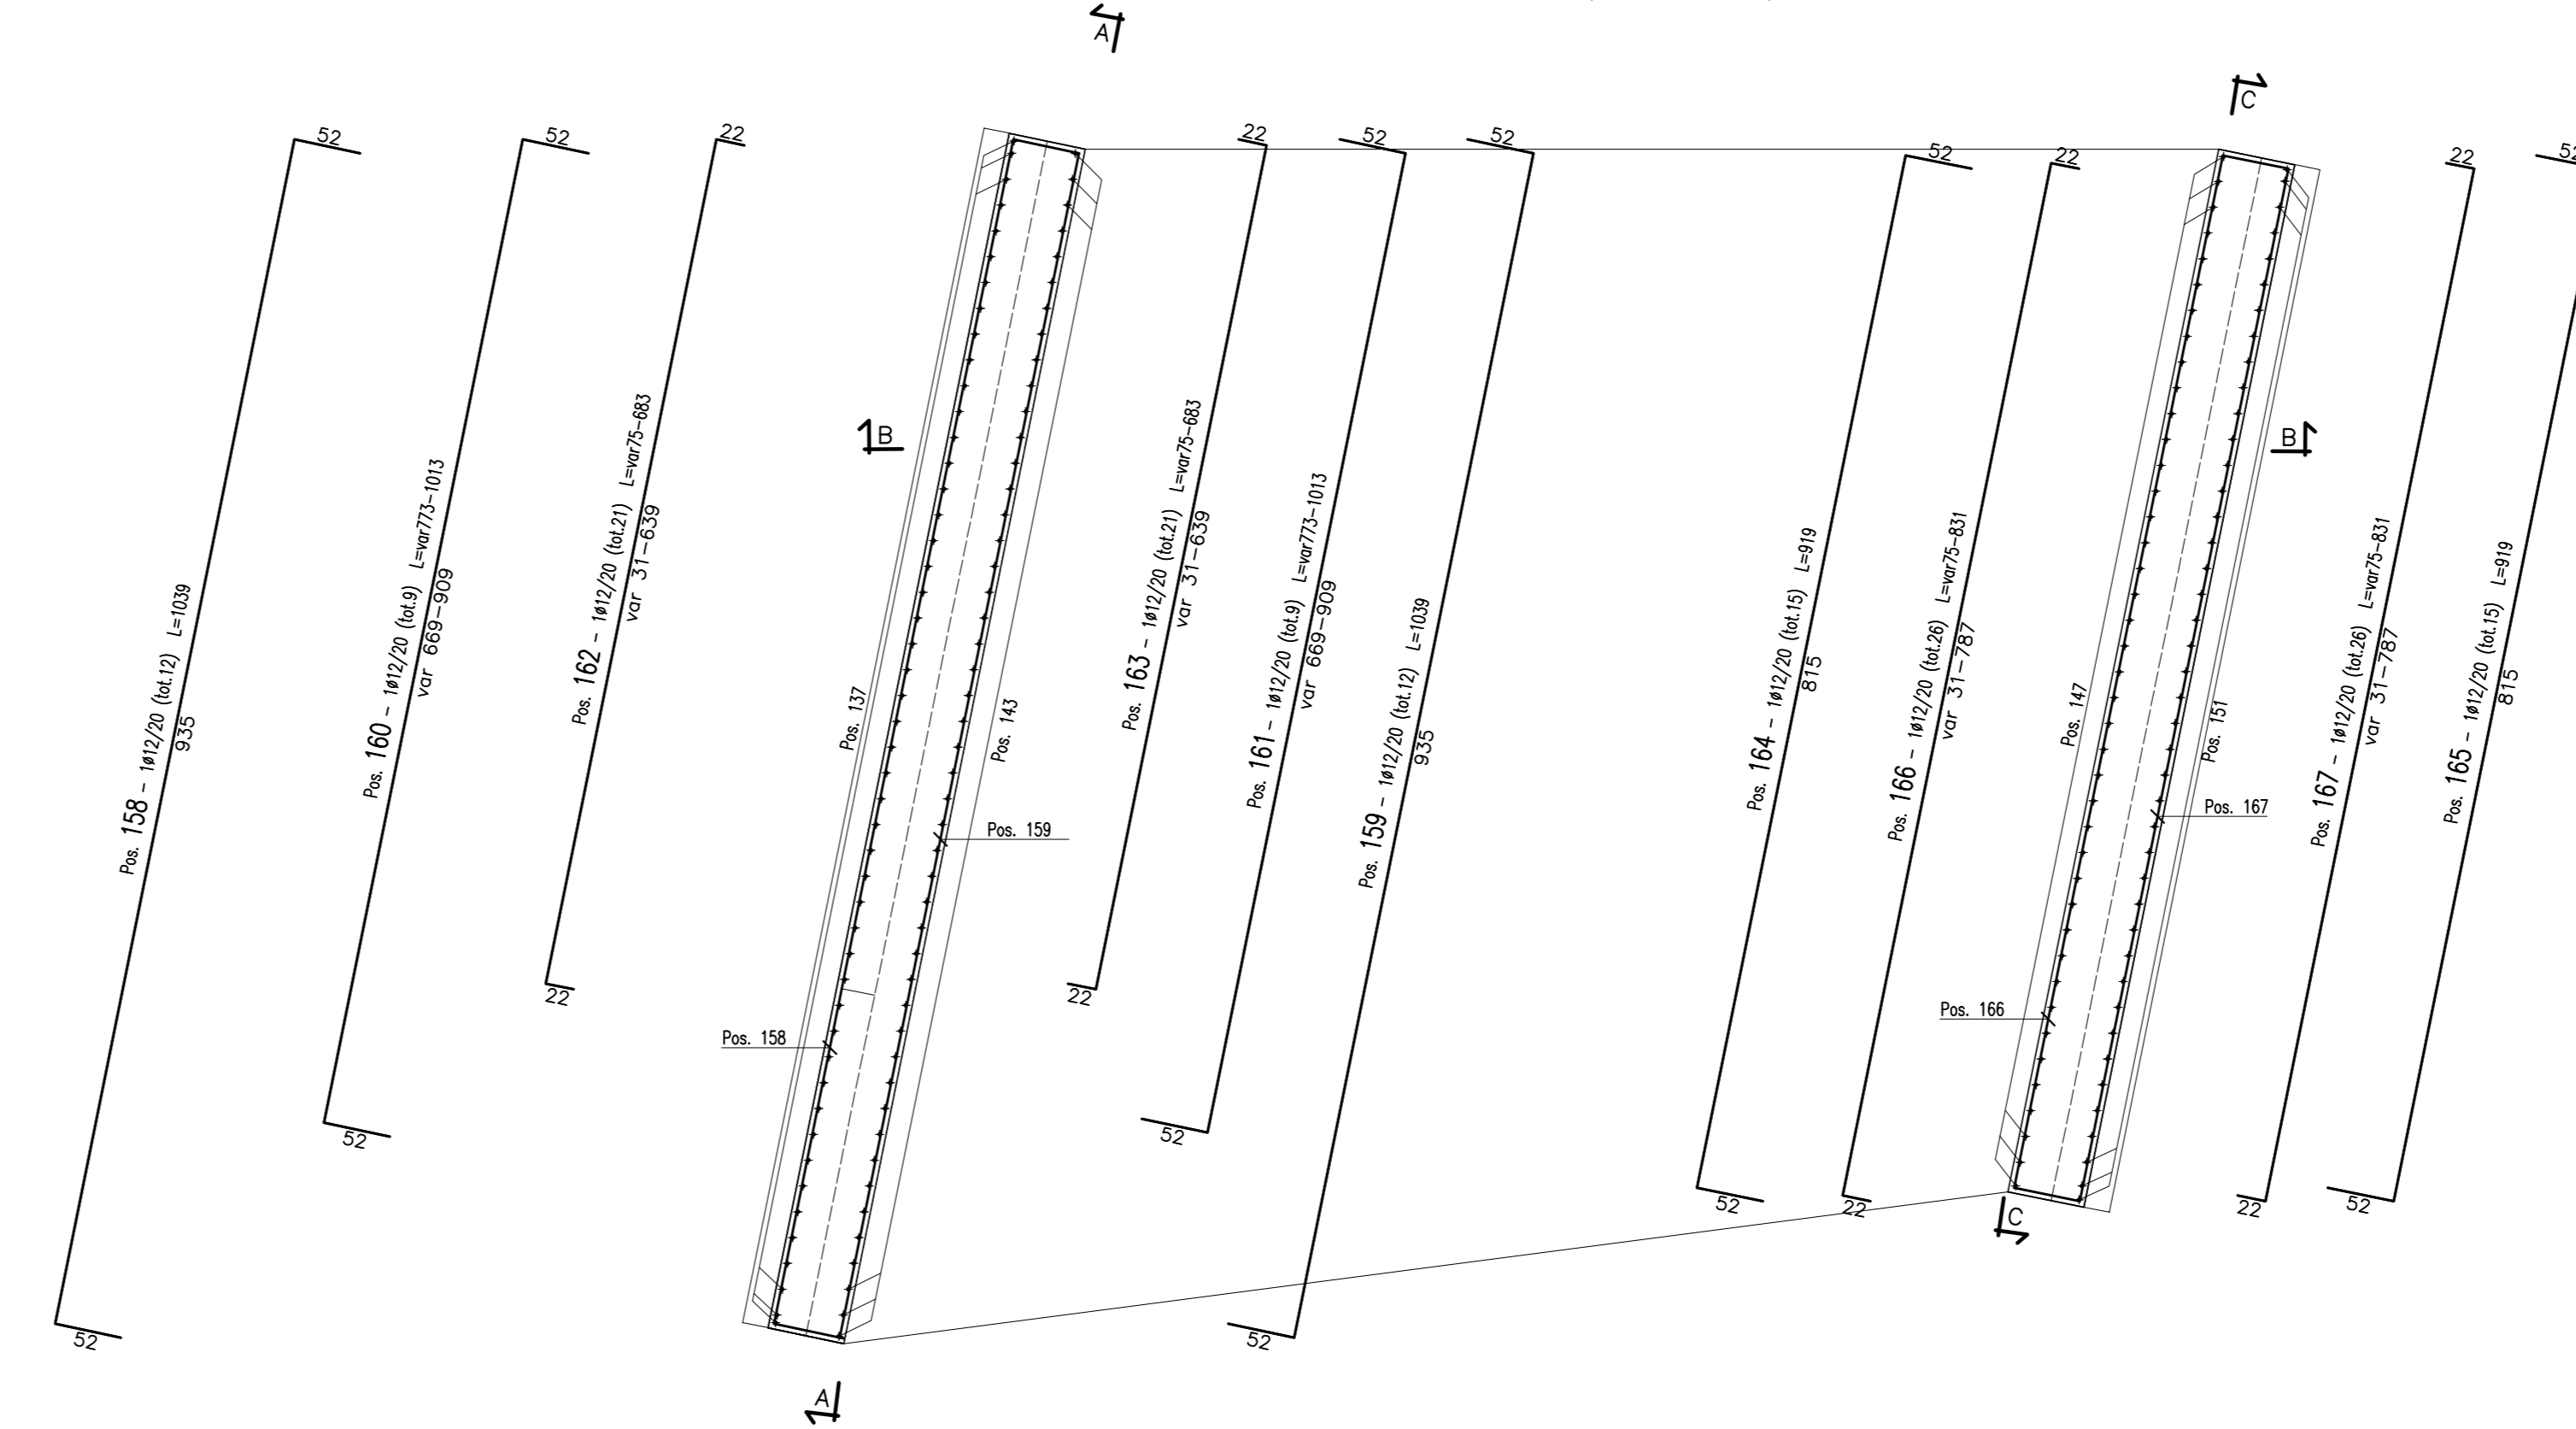 A
C
52
52
22
22
52
52
52
22
22
52
B
B
Pos. 158 - 1ø12/20 (tot.12) L=1039
935
Pos. 160 - 1ø12/20 (tot.9) L=var773-1013
var 669-909
Pos. 162 - 1ø12/20 (tot.21) L=var75-683
var 31-639
Pos. 137
Pos. 143
Pos. 163 - 1ø12/20 (tot.21) L=var75-683
var 31-639
Pos. 161 - 1ø12/20 (tot.9) L=var773-1013
var 669-909
Pos. 159 - 1ø12/20 (tot.12) L=1039
935
Pos. 164 - 1ø12/20 (tot.15) L=919
815
Pos. 166 - 1ø12/20 (tot.26) L=var75-831
var 31-787
Pos. 147
Pos. 151
Pos. 167 - 1ø12/20 (tot.26) L=var75-831
var 31-787
Pos. 165 - 1ø12/20 (tot.15) L=919
815
Pos. 159
Pos. 167
Pos. 158
Pos. 166
22
22
52
52
52
22
22
52
C
52
52
A